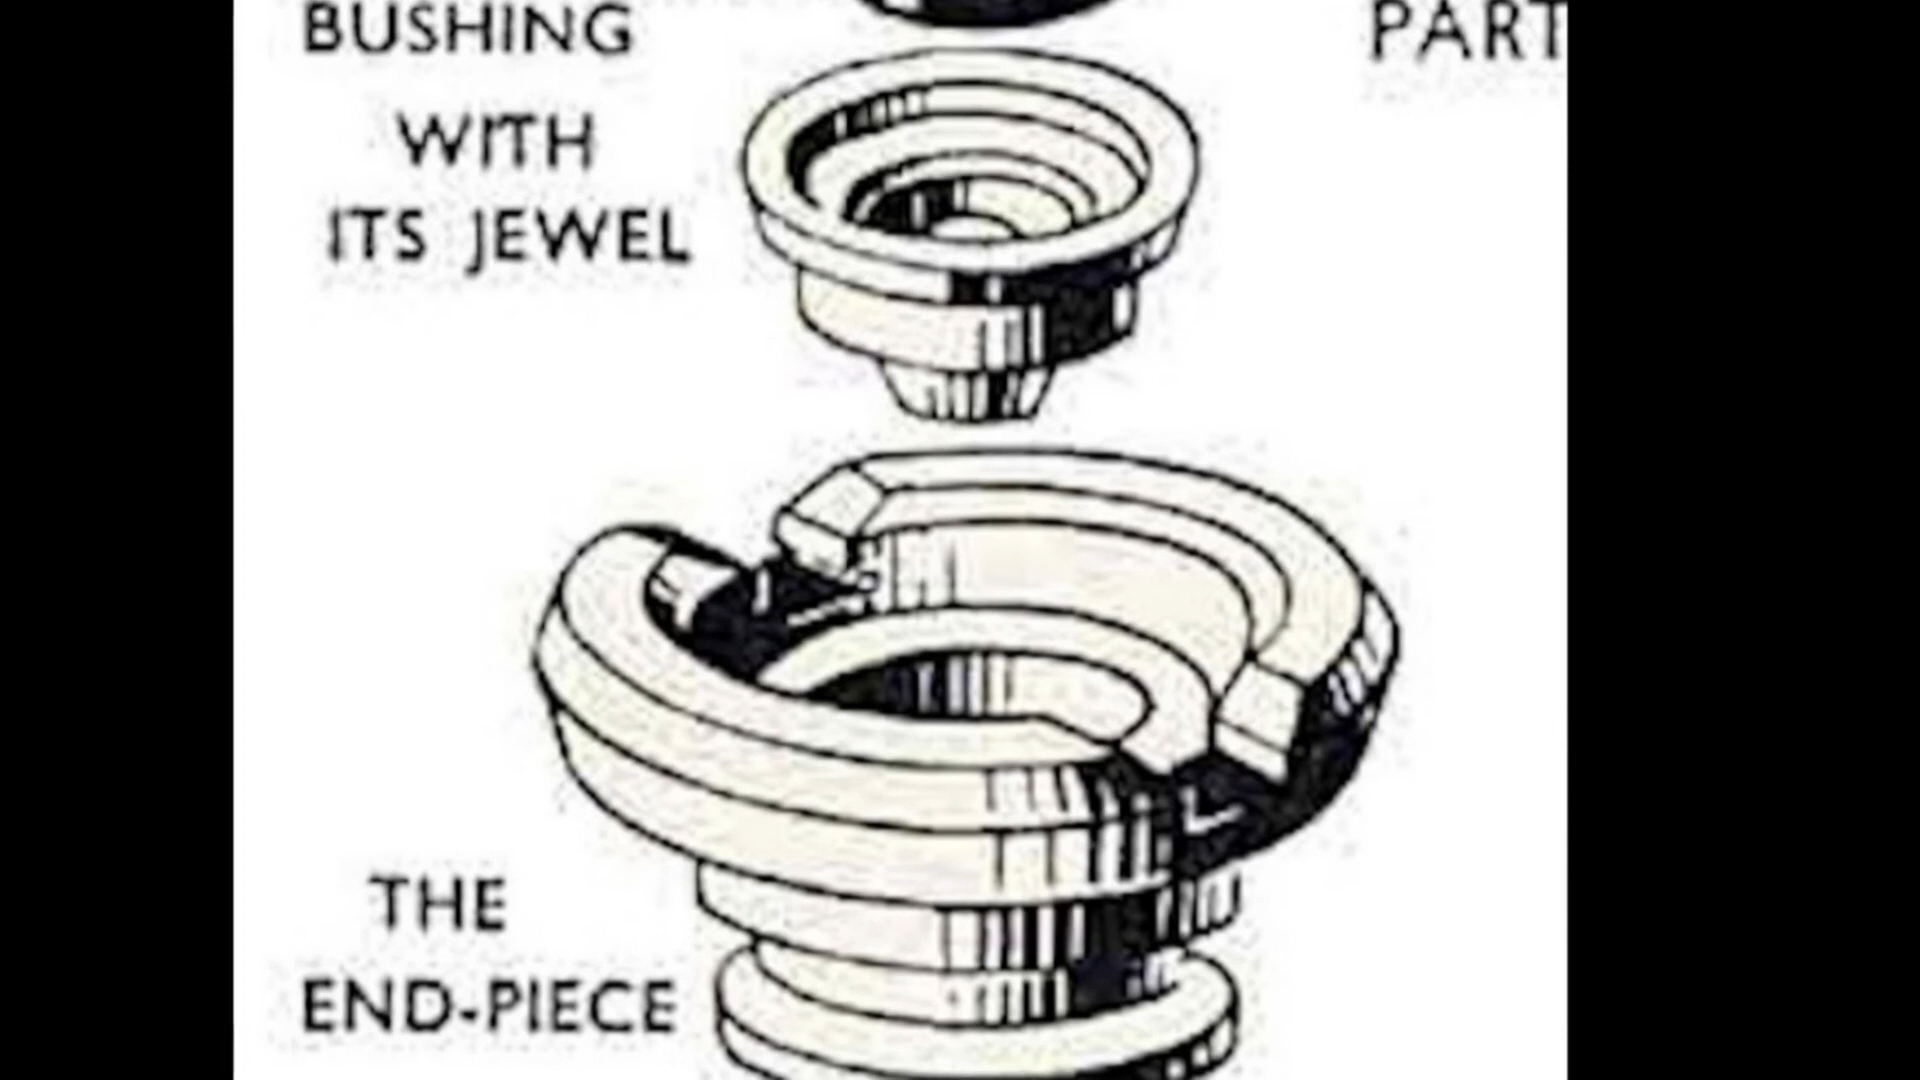 BUSHING
WITH
ITS JEWEL
PART
THE
END-PIECE